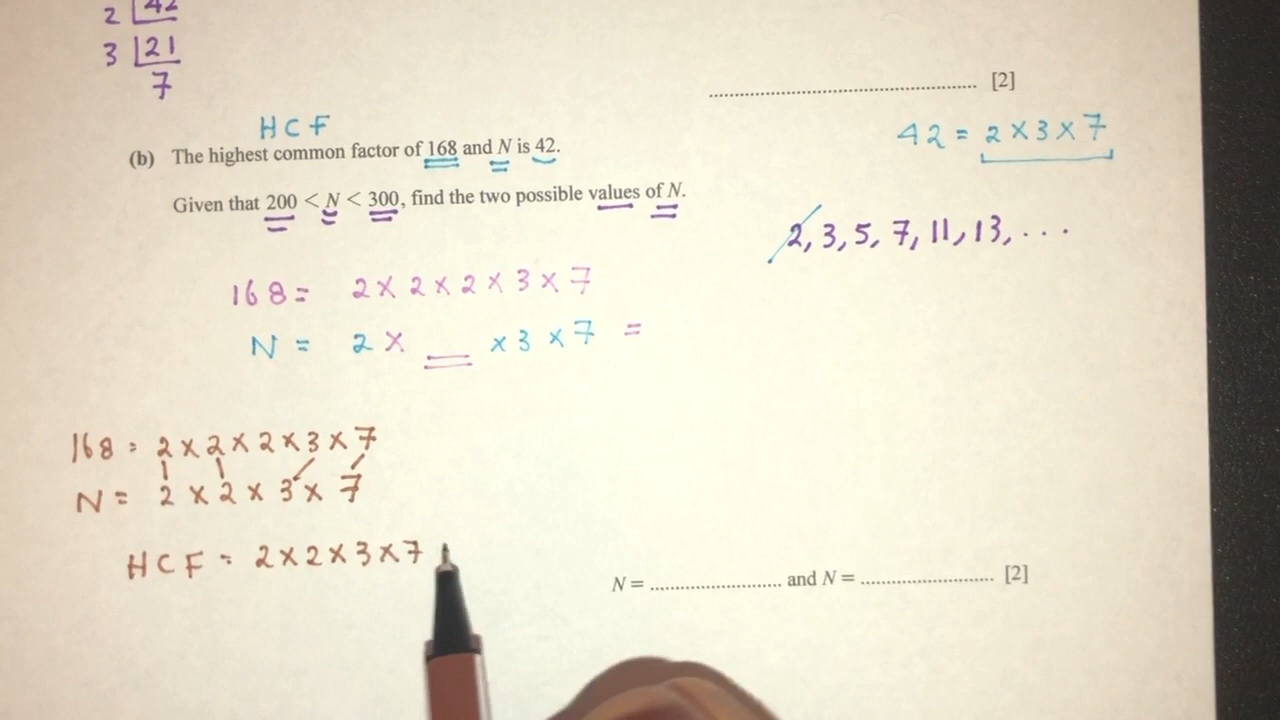 2 42
3 21
7
[2]
HCF
(b) The highest common factor of 168 and N is 42.
42 = 2 × 3 × 7
Given that 200 < N < 300, find the two possible values of N.
2, 3, 5, 7, 11, 13, ...
168 = 2 × 2 × 2 × 3 × 7
N = 2 × __ × 3 × 7 =
168 = 2 × 2 × 2 × 3 × 7
N = 2 × 2 × 3 × 7
HCF = 2 × 2 × 3 × 7
N = .......................... and N = .......................... [2]